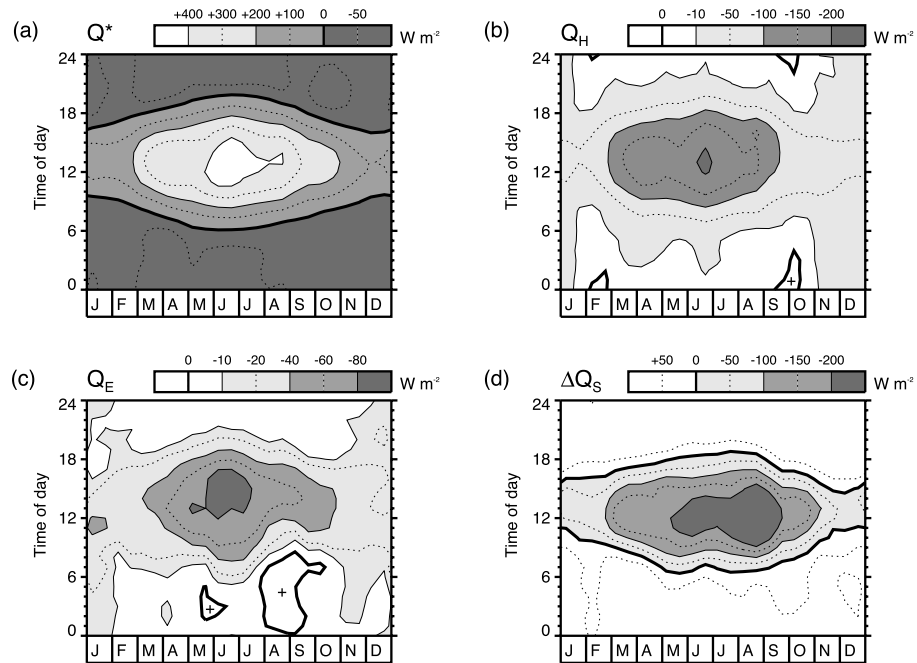 +400 +300 +200 +100 0 -50
(a) Q* W m-2
24
18
12
6
0
Time of day
J F M A M J J A S O N D
0 -10 -50 -100 -150 -200
(b) QH W m-2
24
18
12
6
0
Time of day
+
J F M A M J J A S O N D
0 -10 -20 -40 -60 -80
(c) QE W m-2
24
18
12
6
0
Time of day
+ +
J F M A M J J A S O N D
+50 0 -50 -100 -150 -200
(d) ΔQS W m-2
24
18
12
6
0
Time of day
J F M A M J J A S O N D